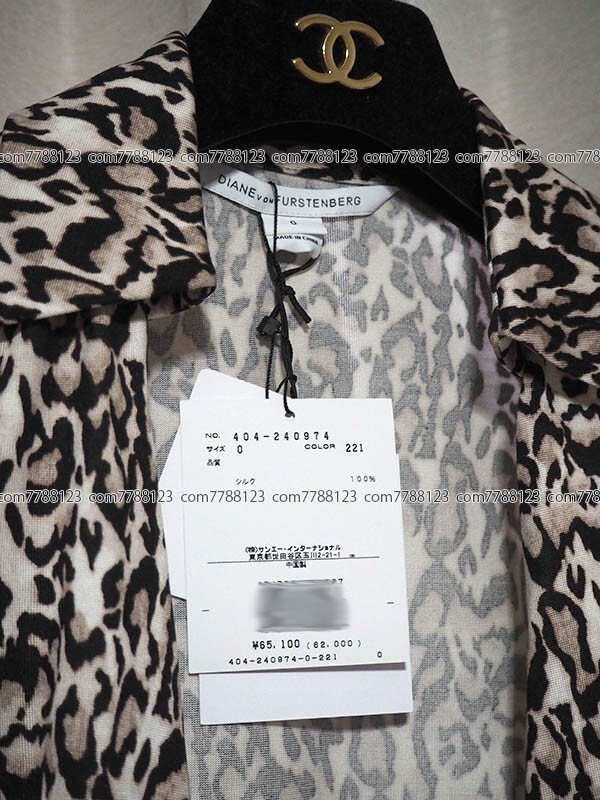 com7788123 com7788123 com7788123 com7788123 com7788123 com7788123
DIANE VON FURSTENBERG
0
MADE IN CHINA
NO. 404-240974
サイズ 0 COLOR 221
品質
シルク 100%
com7788123 com7788123 com7788123 com7788123 com7788123 com7788123
(株)サンエー・インターナショナル
東京都世田谷区玉川2-21-1
中国製
¥65,100 (62,000)
404-240974-0-221 0